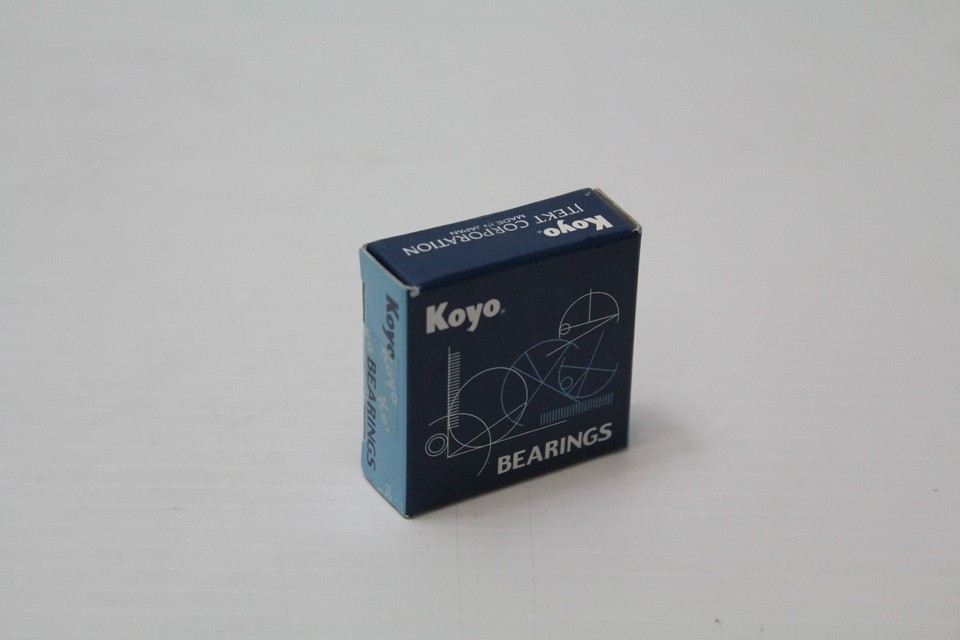 Koyo
JTEKT CORPORATION
MADE IN JAPAN
Koyo
BEARINGS
Koyo
BEARINGS